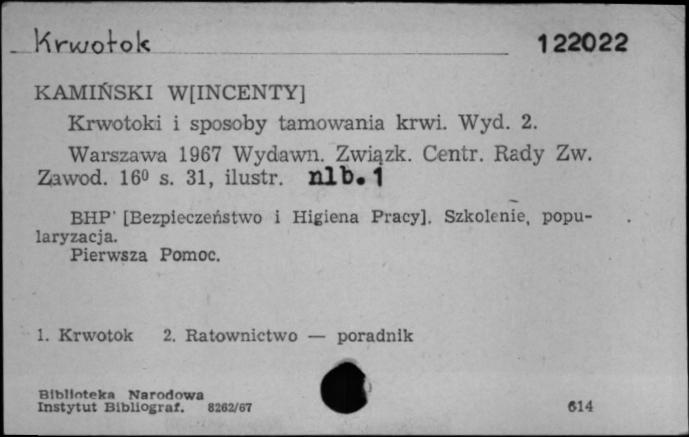 Krwotok 122022
KAMIŃSKI W[INCENTY]
Krwotoki i sposoby tamowania krwi. Wyd. 2.
Warszawa 1967 Wydawn. Związk. Centr. Rady Zw.
Zawod. 16⁰ s. 31, ilustr. nlb. 1
BHP' [Bezpieczeństwo i Higiena Pracy]. Szkolenie, popu-
laryzacja.
Pierwsza Pomoc.
1. Krwotok 2. Ratownictwo — poradnik
Biblioteka Narodowa
Instytut Bibliograf. 8262/67 614